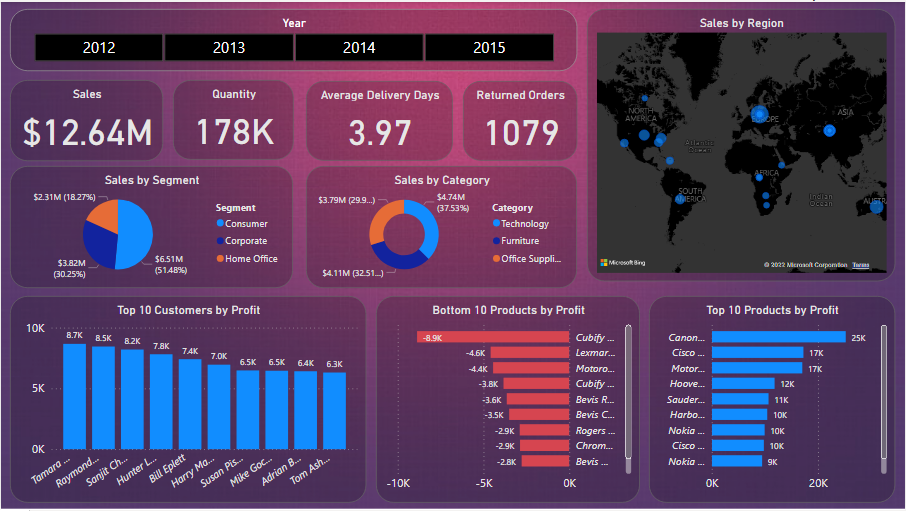 Year
2012 2013 2014 2015
Sales by Region
NORTH
AMERICA
EUROPE
ASIA
Atlantic
Ocean
AFRICA
SOUTH
AMERICA
Indian
Ocean
AUSTR
Microsoft Bing
© 2022 Microsoft Corporation Terms
Sales
$12.64M
Quantity
178K
Average Delivery Days
3.97
Returned Orders
1079
Sales by Segment
$2.31M (18.27%)
$3.82M
(30.25%)
$6.51M
(51.48%)
Segment
Consumer
Corporate
Home Office
Sales by Category
$3.79M (29.9...)
$4.74M
(37.53%)
$4.11M (32.51...)
Category
Technology
Furniture
Office Suppli...
Top 10 Customers by Profit
10K
5K
0K
8.7K 8.5K 8.2K 7.8K 7.4K 7.0K 6.5K 6.5K 6.4K 6.3K
Tamara ...
Raymond...
Sanjit Ch...
Hunter L...
Bill Eplett
Harry Ma...
Susan Pis...
Mike Goc...
Adrian B...
Tom Ash...
Bottom 10 Products by Profit
-8.9K Cubify ...
-4.6K Lexmar...
-4.4K Motoro...
-3.8K Cubify ...
-3.6K Bevis R...
-3.5K Bevis C...
-2.9K Rogers ...
-2.9K Chrom...
-2.8K Bevis ...
-10K -5K 0K
Top 10 Products by Profit
Canon... 25K
Cisco ... 17K
Motor... 17K
Hoove... 12K
Sauder... 11K
Harbo... 10K
Nokia ... 10K
Cisco ... 10K
Nokia ... 9K
0K 20K